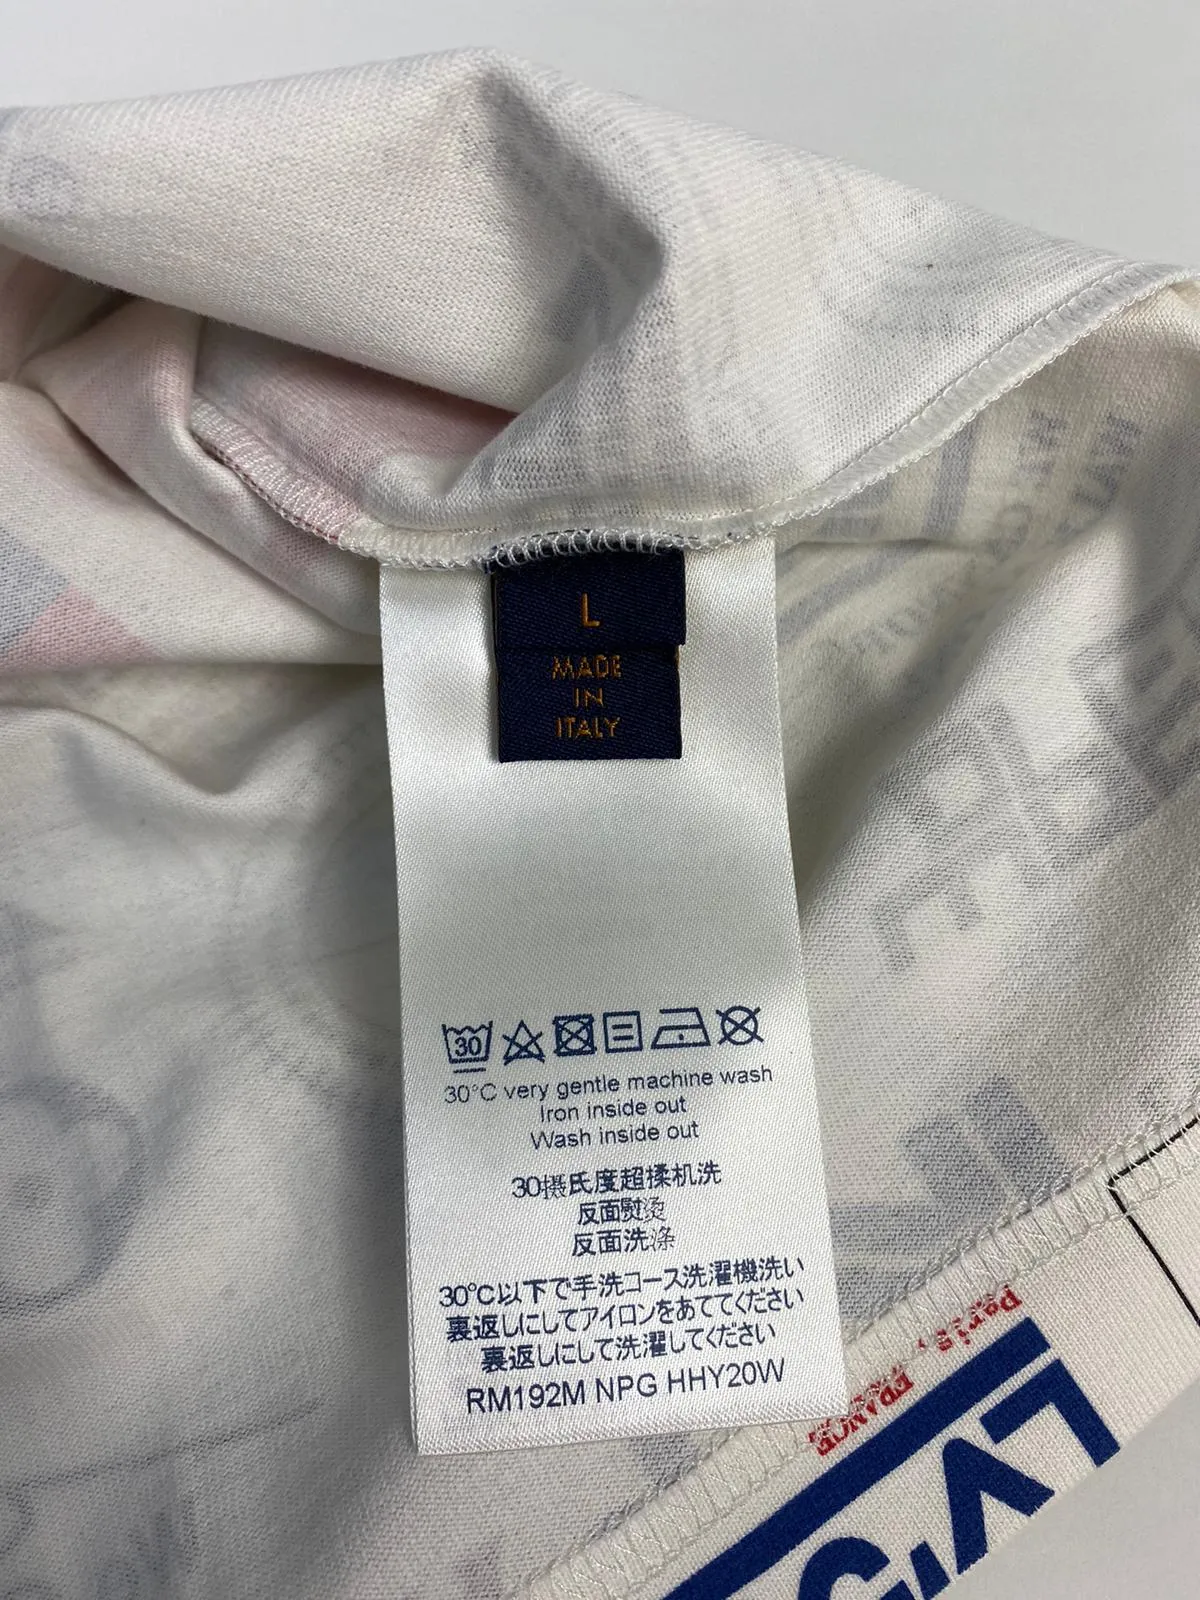 L
MADE
IN
ITALY
30
30°C very gentle machine wash
Iron inside out
Wash inside out
30摄氏度超揉机洗
反面熨烫
反面洗涤
30°C以下で手洗コース洗濯機洗い
裏返しにしてアイロンをあててください
裏返しにして洗濯してください
RM192M NPG HHY20W
Paris, FRANCE